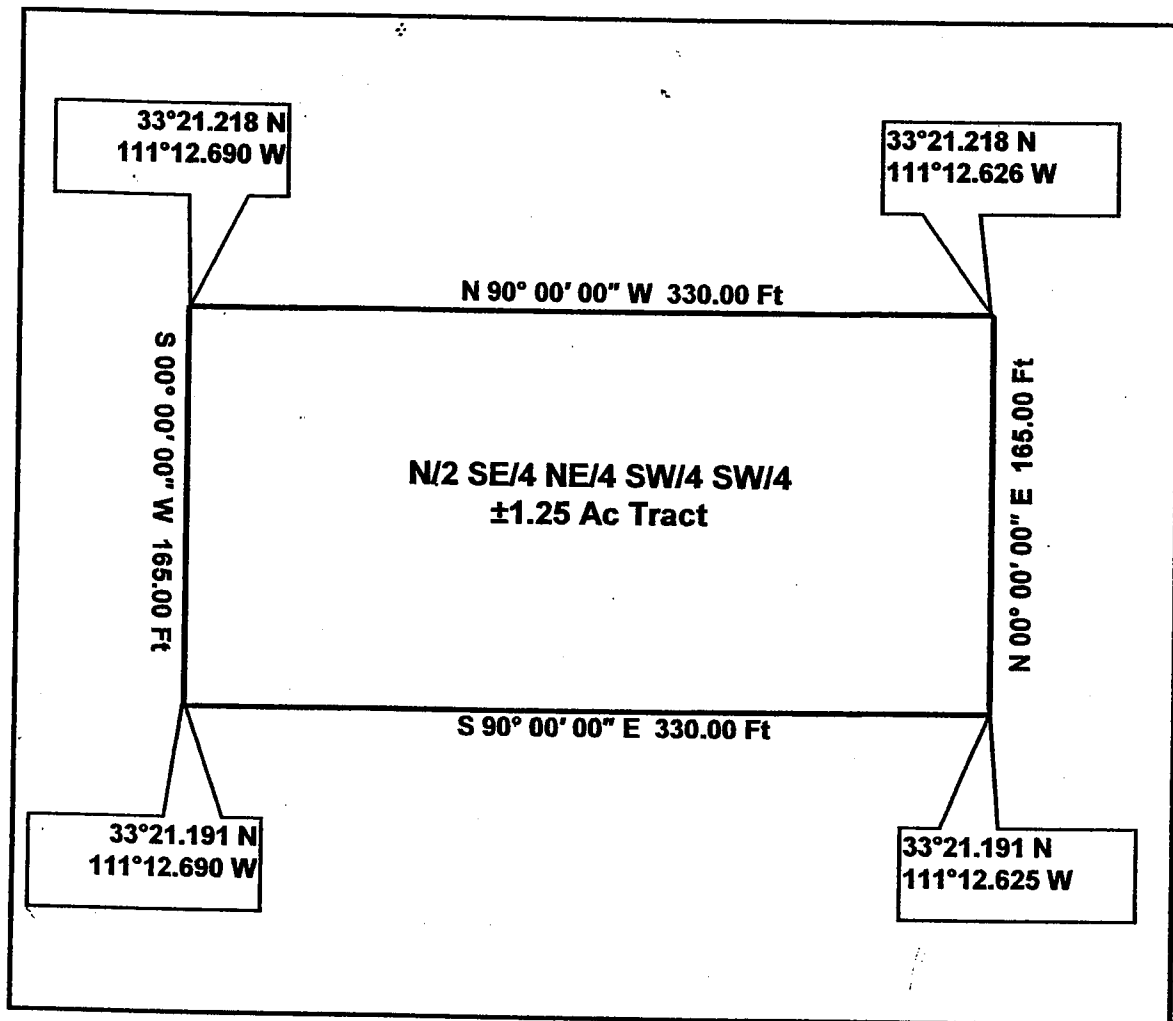 33°21.218 N
111°12.690 W
33°21.218 N
111°12.626 W
N 90° 00' 00" W 330.00 Ft
S 00° 00' 00" W 165.00 Ft
N/2 SE/4 NE/4 SW/4 SW/4
±1.25 Ac Tract
N 00° 00' 00" E 165.00 Ft
S 90° 00' 00" E 330.00 Ft
33°21.191 N
111°12.690 W
33°21.191 N
111°12.625 W